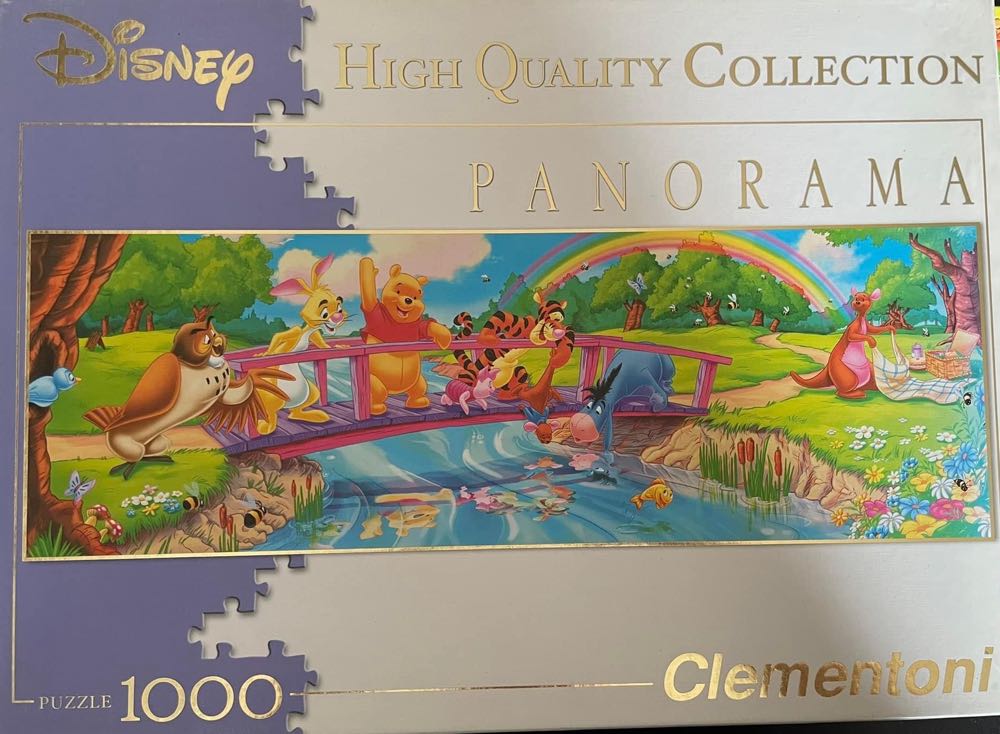 Disney
High Quality Collection
PANORAMA
PUZZLE 1000
Clementoni